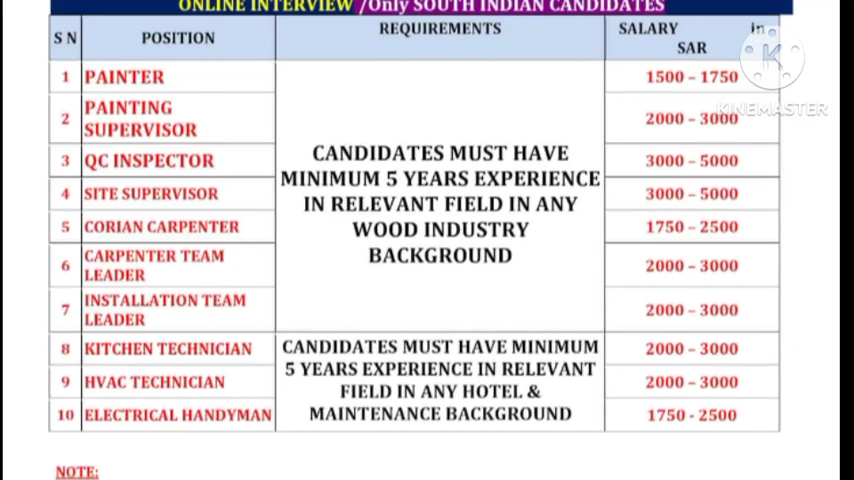 ONLINE INTERVIEW /Only SOUTH INDIAN CANDIDATES
S N POSITION REQUIREMENTS SALARY in SAR
1 PAINTER 1500 – 1750
2 PAINTING SUPERVISOR 2000 – 3000
3 QC INSPECTOR 3000 – 5000
4 SITE SUPERVISOR 3000 – 5000
5 CORIAN CARPENTER 1750 – 2500
6 CARPENTER TEAM LEADER 2000 – 3000
7 INSTALLATION TEAM LEADER 2000 – 3000
CANDIDATES MUST HAVE
MINIMUM 5 YEARS EXPERIENCE
IN RELEVANT FIELD IN ANY
WOOD INDUSTRY
BACKGROUND
8 KITCHEN TECHNICIAN 2000 – 3000
9 HVAC TECHNICIAN 2000 – 3000
10 ELECTRICAL HANDYMAN 1750 - 2500
CANDIDATES MUST HAVE MINIMUM
5 YEARS EXPERIENCE IN RELEVANT
FIELD IN ANY HOTEL &
MAINTENANCE BACKGROUND
NOTE:
K
KINEMASTER